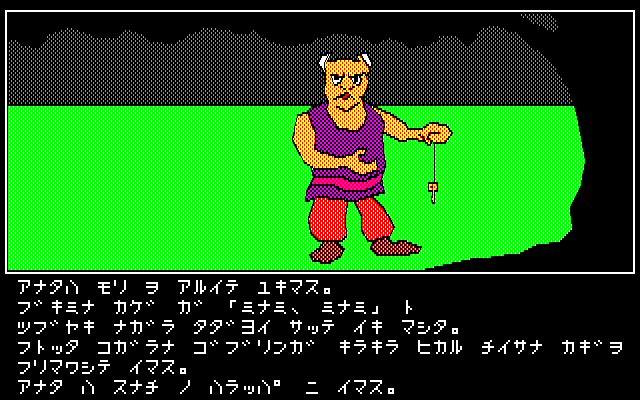 アナタハ モリ ヲ アルイテ ユキマス。
ブキミナ カゲ ガ 「ミナミ、ミナミ」 ト
ツブヤキ ナガラ タダヨイ サッテ イキ マシタ。
フトッタ コガラナ ゴブリンガ キラキラ ヒカル チイサナ カギヲ
フリマワシテ イマス。
アナタ ハ スナチ ノ ハラッパ ニ イマス。